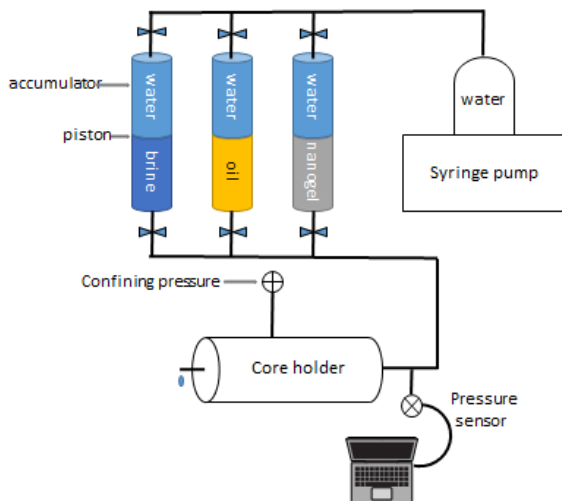 accumulator
water
water
water
water
piston
brine
oil
nanogel
Syringe pump
Confining pressure
Core holder
Pressure
sensor